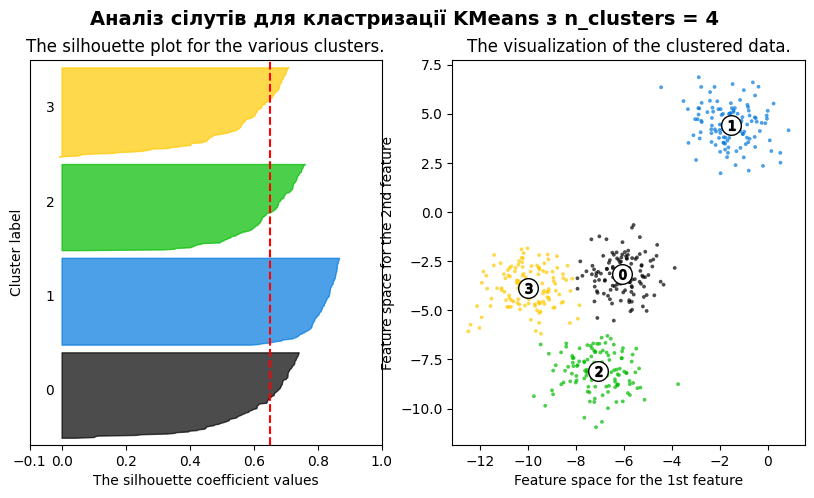 Аналіз сілутів для кластризації KMeans з n_clusters = 4
The silhouette plot for the various clusters.
3
2
1
0
Cluster label
−0.1 0.0 0.2 0.4 0.6 0.8 1.0
The silhouette coefficient values
The visualization of the clustered data.
7.5
5.0
2.5
0.0
−2.5
−5.0
−7.5
−10.0
Feature space for the 2nd feature
1
0
3
2
−12 −10 −8 −6 −4 −2 0
Feature space for the 1st feature